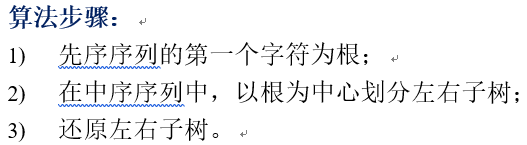 算法步骤：
1) 先序序列的第一个字符为根；
2) 在中序序列中，以根为中心划分左右子树；
3) 还原左右子树。